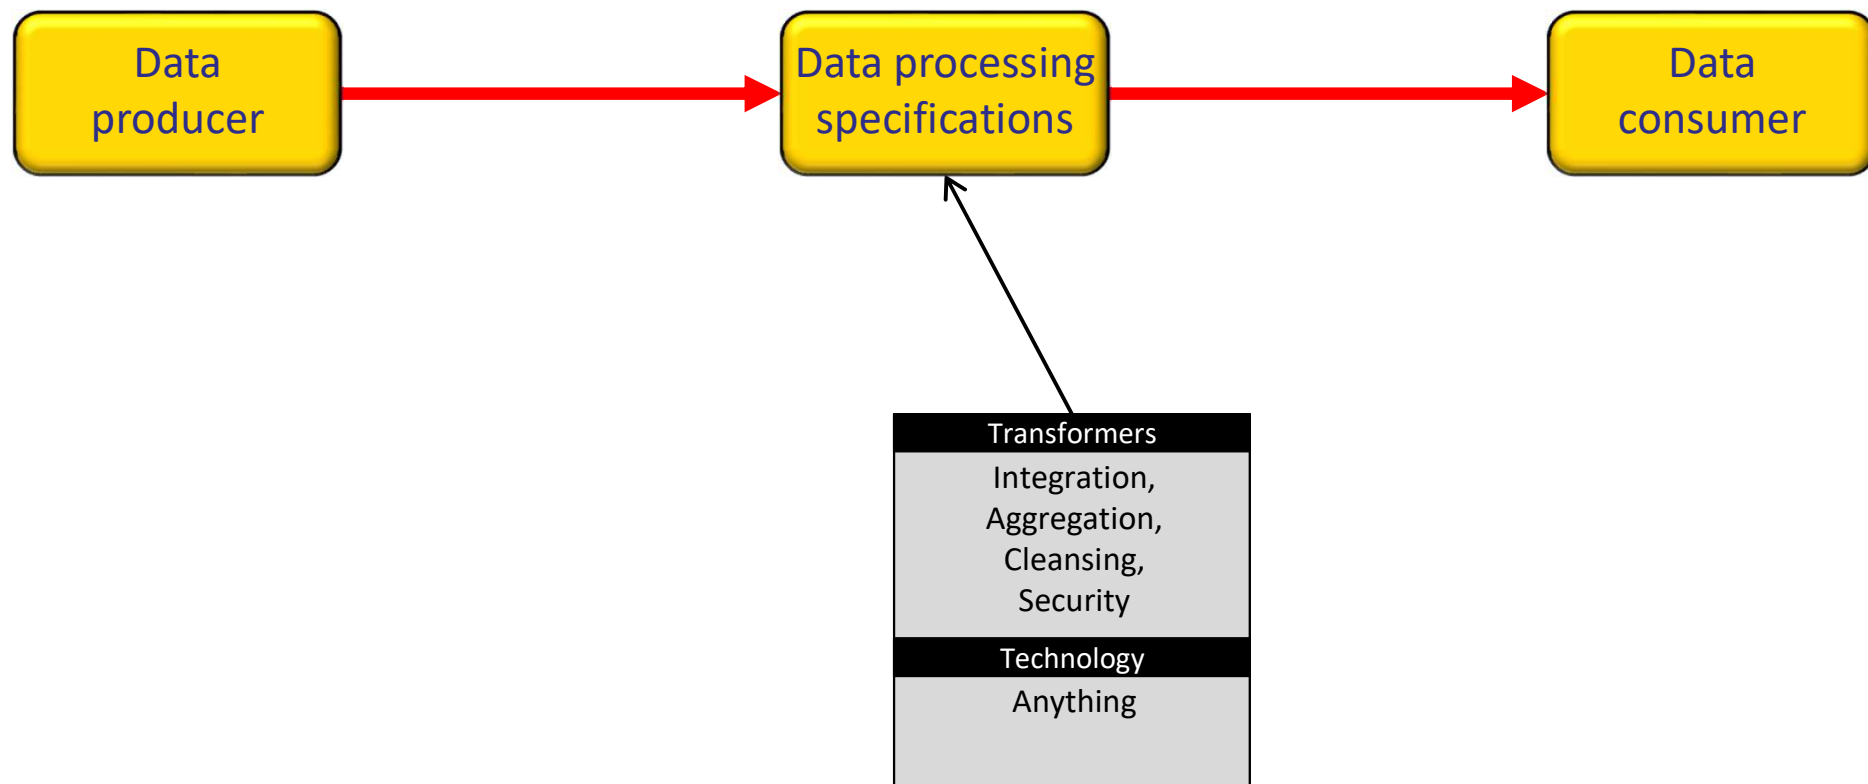 Data
producer
Data processing
specifications
Data
consumer
Transformers
Integration,
Aggregation,
Cleansing,
Security
Technology
Anything